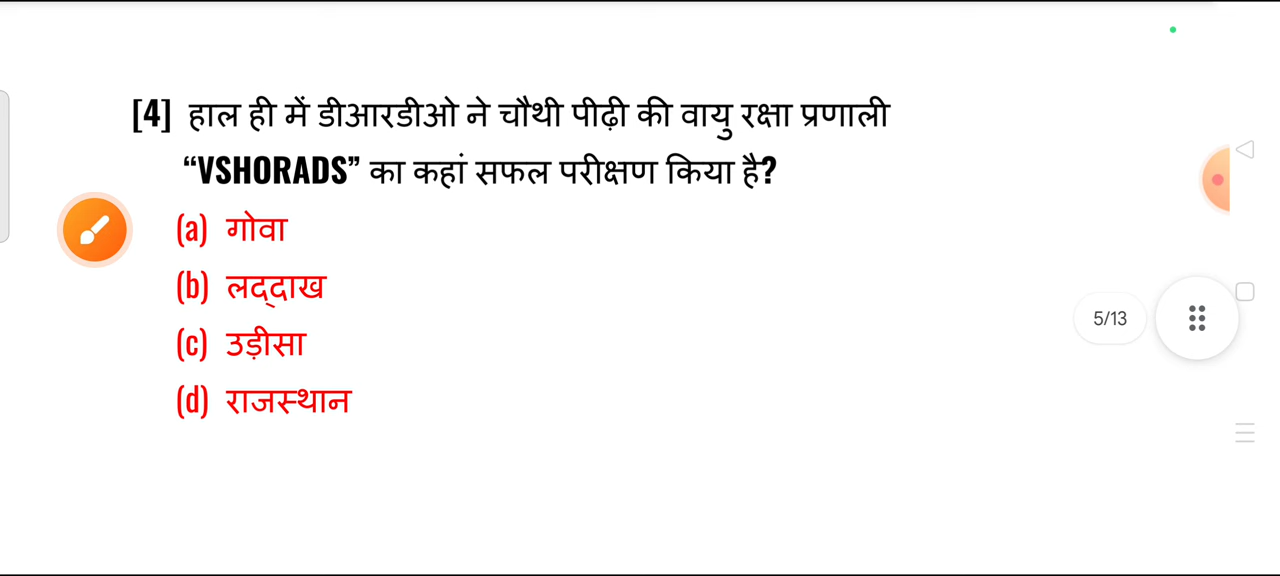 [4] हाल ही में डीआरडीओ ने चौथी पीढ़ी की वायु रक्षा प्रणाली
“VSHORADS” का कहां सफल परीक्षण किया है?
(a) गोवा
(b) लद्दाख
(c) उड़ीसा
(d) राजस्थान
5/13